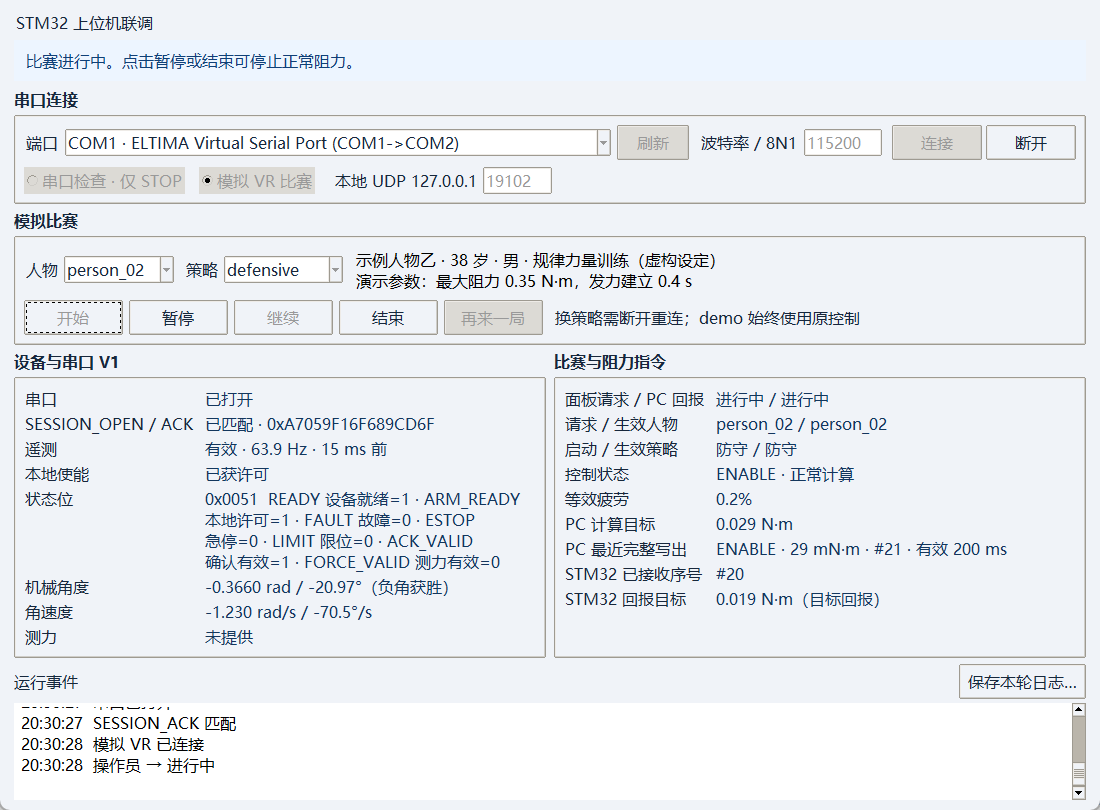 STM32 上位机联调
比赛进行中。点击暂停或结束可停止正常阻力。
串口连接
端口 COM1 · ELTIMA Virtual Serial Port (COM1->COM2) 刷新 波特率 / 8N1 115200 连接 断开
串口检查 · 仅 STOP 模拟 VR 比赛 本地 UDP 127.0.0.1 19102
模拟比赛
人物 person_02 策略 defensive
示例人物乙 · 38 岁 · 男 · 规律力量训练（虚构设定）
演示参数：最大阻力 0.35 N·m，发力建立 0.4 s
开始 暂停 继续 结束 再来一局 换策略需断开重连；demo 始终使用原控制
设备与串口 V1
串口 已打开
SESSION_OPEN / ACK 已匹配 · 0xA7059F16F689CD6F
遥测 有效 · 63.9 Hz · 15 ms 前
本地使能 已获许可
状态位 0x0051 READY 设备就绪=1 · ARM_READY
本地许可=1 · FAULT 故障=0 · ESTOP
急停=0 · LIMIT 限位=0 · ACK_VALID
确认有效=1 · FORCE_VALID 测力有效=0
机械角度 -0.3660 rad / -20.97°（负角获胜）
角速度 -1.230 rad/s / -70.5°/s
测力 未提供
比赛与阻力指令
面板请求 / PC 回报 进行中 / 进行中
请求 / 生效人物 person_02 / person_02
启动 / 生效策略 防守 / 防守
控制状态 ENABLE · 正常计算
等效疲劳 0.2%
PC 计算目标 0.029 N·m
PC 最近完整写出 ENABLE · 29 mN·m · #21 · 有效 200 ms
STM32 已接收序号 #20
STM32 回报目标 0.019 N·m（目标回报）
运行事件 保存本轮日志...
20:30:27 SESSION_ACK 匹配
20:30:28 模拟 VR 已连接
20:30:28 操作员 → 进行中